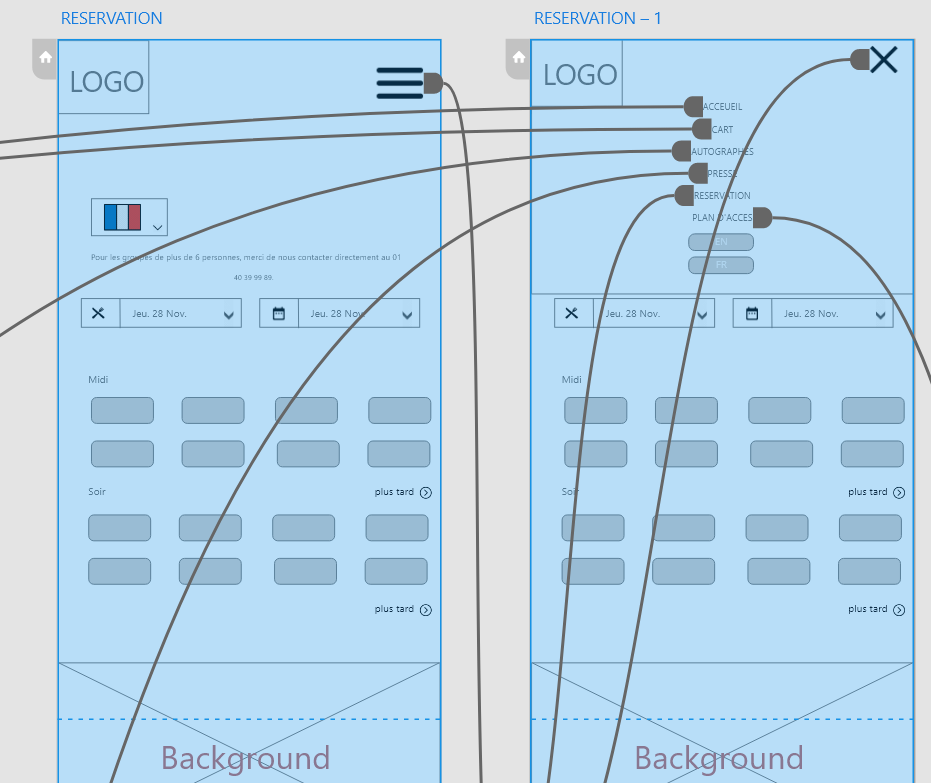 RESERVATION
RESERVATION – 1
LOGO
Pour les groupes de plus de 6 personnes, merci de nous contacter directement au 01
40 39 99 89.
Jeu. 28 Nov.
Jeu. 28 Nov.
Midi
Soir
plus tard
plus tard
Background
LOGO
ACCEUEIL
CART
AUTOGRAPHES
PRESSE
RESERVATION
PLAN D'ACCES
EN
FR
Jeu. 28 Nov.
Jeu. 28 Nov.
Midi
Soir
plus tard
plus tard
Background